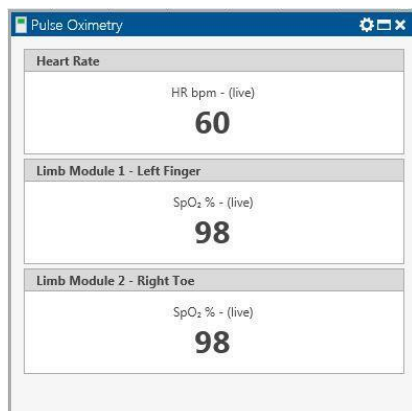 Pulse Oximetry
Heart Rate
HR bpm - (live)
60
Limb Module 1 - Left Finger
SpO₂ % - (live)
98
Limb Module 2 - Right Toe
SpO₂ % - (live)
98